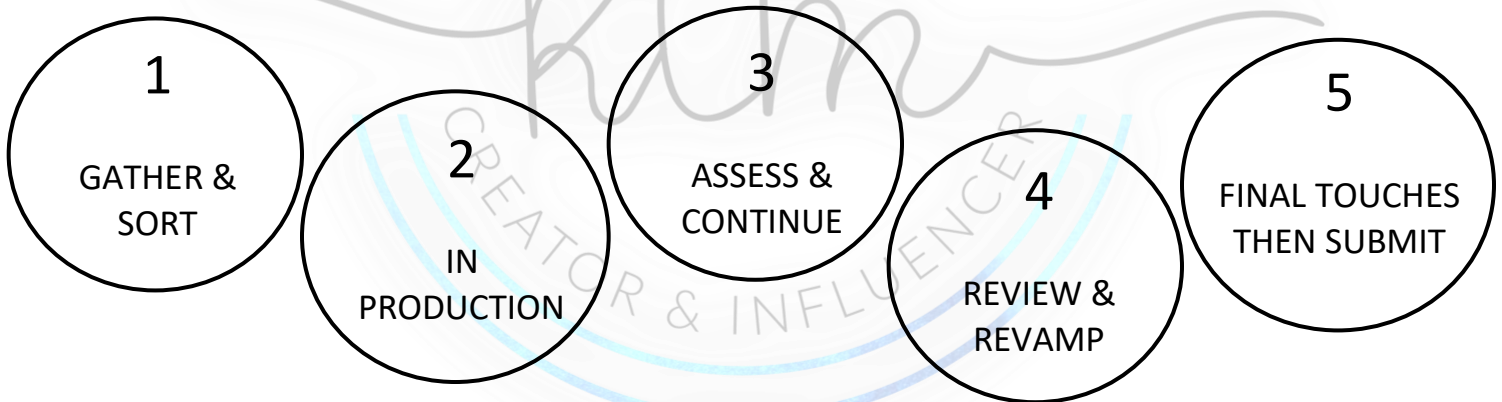 klm
CREATOR & INFLUENCER
1
GATHER &
SORT
2
IN
PRODUCTION
3
ASSESS &
CONTINUE
4
REVIEW &
REVAMP
5
FINAL TOUCHES
THEN SUBMIT